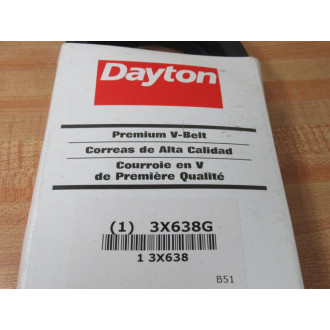 Dayton
Premium V-Belt
Correas de Alta Calidad
Courroie en V
de Première Qualité
(1) 3X638G
1 3X638
B51